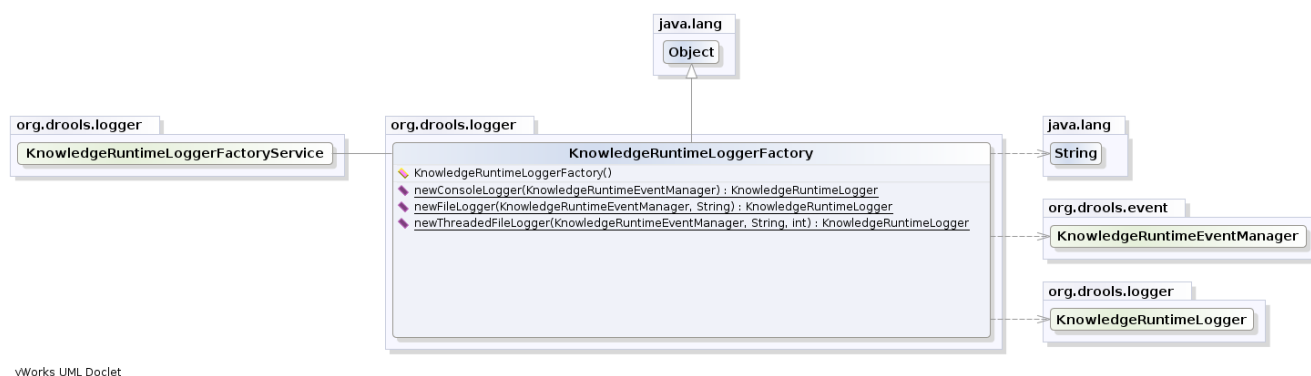 java.lang
Object
org.drools.logger
KnowledgeRuntimeLoggerFactoryService
org.drools.logger
KnowledgeRuntimeLoggerFactory
KnowledgeRuntimeLoggerFactory()
newConsoleLogger(KnowledgeRuntimeEventManager) : KnowledgeRuntimeLogger
newFileLogger(KnowledgeRuntimeEventManager, String) : KnowledgeRuntimeLogger
newThreadedFileLogger(KnowledgeRuntimeEventManager, String, int) : KnowledgeRuntimeLogger
java.lang
String
org.drools.event
KnowledgeRuntimeEventManager
org.drools.logger
KnowledgeRuntimeLogger
yWorks UML Doclet